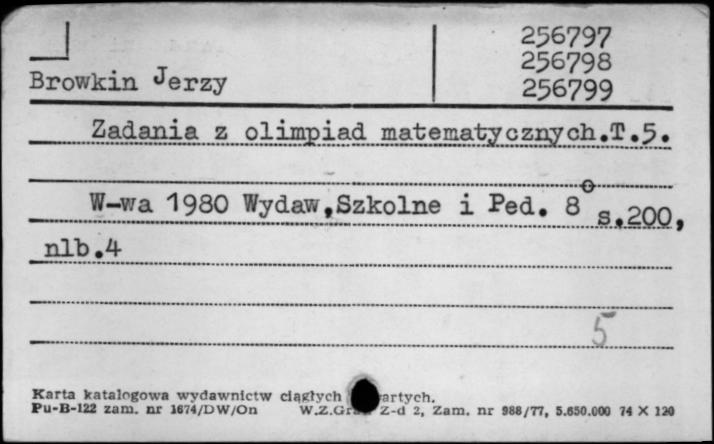 256797
256798
Browkin Jerzy 256799
Zadania z olimpiad matematycznych.T.5.
W-wa 1980 Wydaw,Szkolne i Ped. 8° s.200,
nlb.4
5
Karta katalogowa wydawnictw ciągłych
Pu-B-122 zam. nr 1674/DW/On W.Z.Graf. Z-d 2, Zam. nr 988/77, 5.650.000 74 X 120